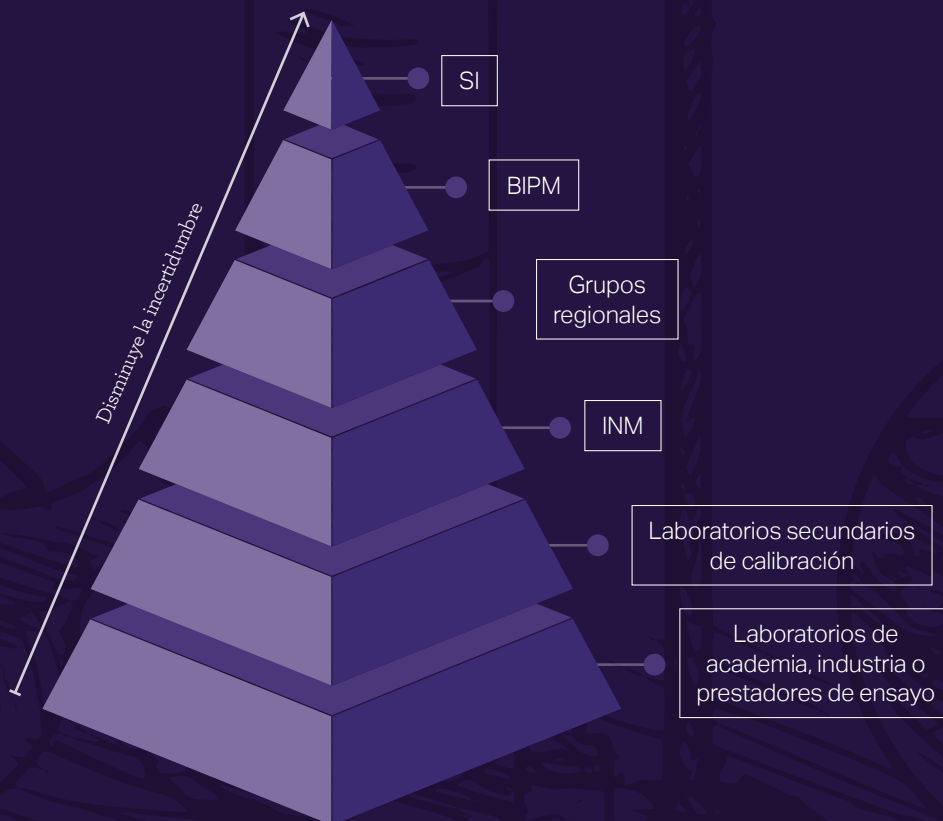 SI
BIPM
Grupos
regionales
INM
Laboratorios secundarios
de calibración
Laboratorios de
academia, industria o
prestadores de ensayo
Disminuye la incertidumbre